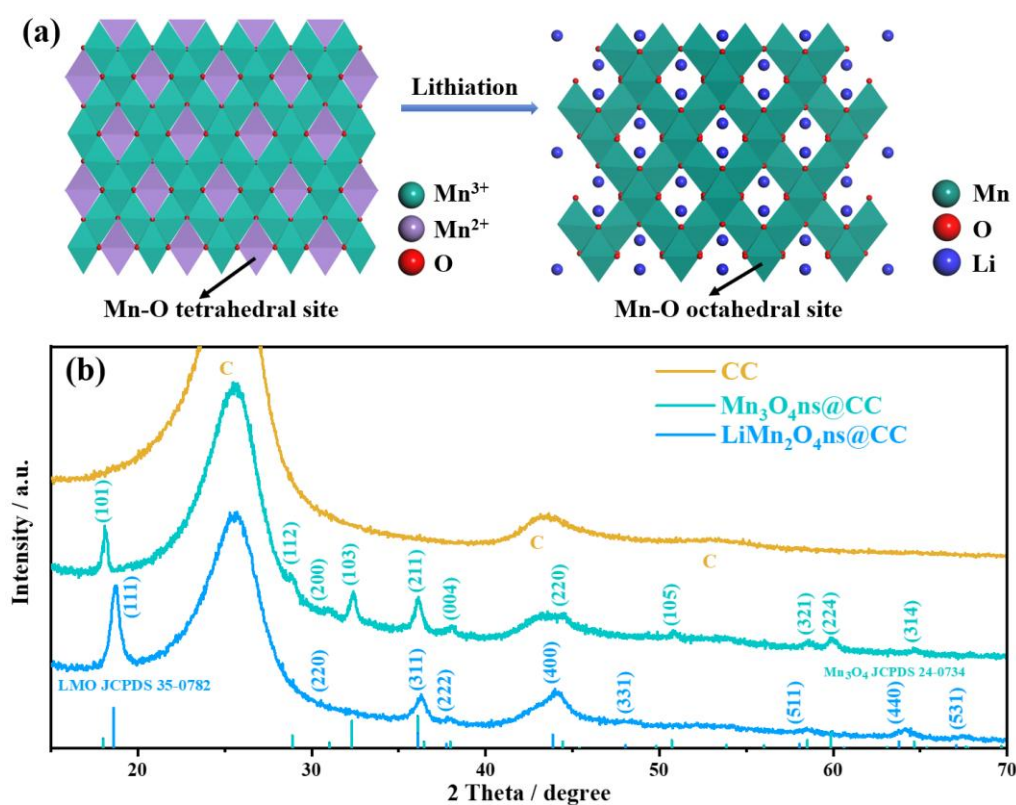 (a)
Lithiation
Mn³⁺
Mn²⁺
O
Mn
O
Li
Mn-O tetrahedral site
Mn-O octahedral site
(b)
CC
Mn₃O₄ns@CC
LiMn₂O₄ns@CC
C
C
C
(101)
(112)
(200)
(103)
(211)
(004)
(220)
(105)
(321)
(224)
(314)
Mn₃O₄ JCPDS 24-0734
(111)
(220)
(311)
(222)
(400)
(331)
(511)
(440)
(531)
LMO JCPDS 35-0782
Intensity / a.u.
20 30 40 50 60 70
2 Theta / degree